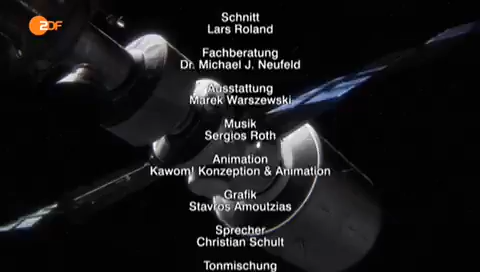 ZDF
Schnitt
Lars Roland
Fachberatung
Dr. Michael J. Neufeld
Ausstattung
Marek Warszewski
Musik
Sergios Roth
Animation
Kawom! Konzeption & Animation
Grafik
Stavros Amoutzias
Sprecher
Christian Schult
Tonmischung